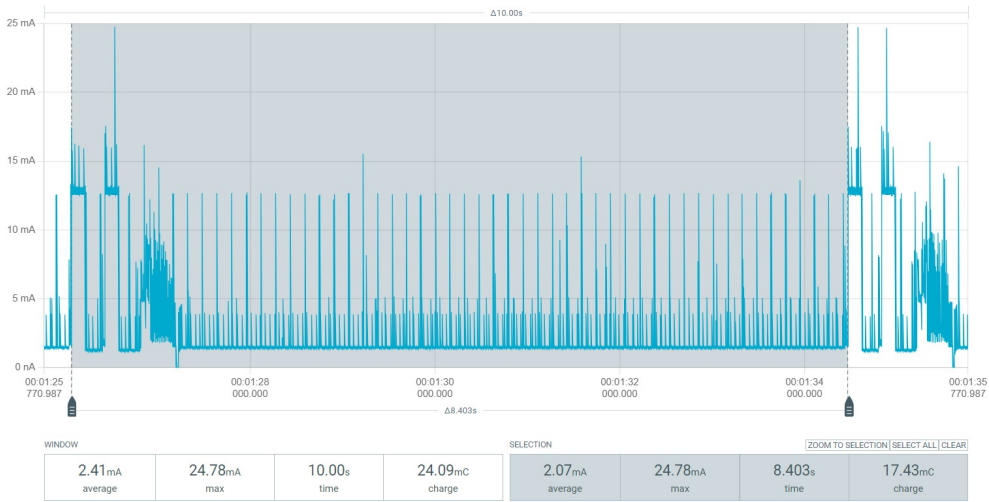 Δ10.00s
25 mA
20 mA
15 mA
10 mA
5 mA
0 nA
00:01:25
770.987
00:01:28
000.000
00:01:30
000.000
00:01:32
000.000
00:01:34
000.000
00:01:35
770.987
Δ8.403s
WINDOW
2.41mA
average
24.78mA
max
10.00s
time
24.09mC
charge
SELECTION
ZOOM TO SELECTION SELECT ALL CLEAR
2.07mA
average
24.78mA
max
8.403s
time
17.43mC
charge